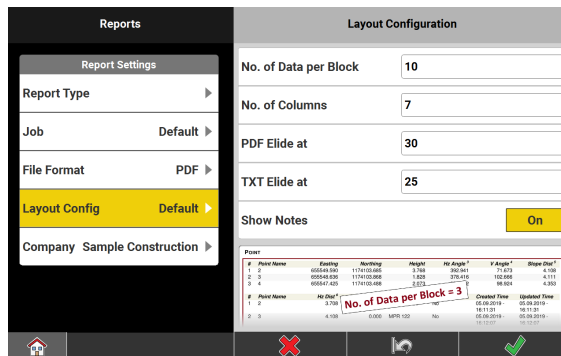 Reports
Layout Configuration
Report Settings
Report Type
Job Default
File Format PDF
Layout Config Default
Company Sample Construction
No. of Data per Block 10
No. of Columns 7
PDF Elide at 30
TXT Elide at 25
Show Notes On
POINT
# Point Name Easting Northing Height Hz Angle V Angle Slope Dist
1 2 655549.590 1174103.685 3.768 392.941 71.673 4.108
2 3 655548.636 1174103.868 1.828 378.416 102.666 4.111
3 4 655547.425 1174103.468 2.073 98.924 4.353
# Point Name Hz Dist Created Time Updated Time
No. of Data per Block = 3
1 2 3.708 No 05.09.2019 - 05.09.2019 -
16:11:31 16:11:31
2 3 4.108 0.000 MPR 122 No 05.09.2019 - 05.09.2019 -